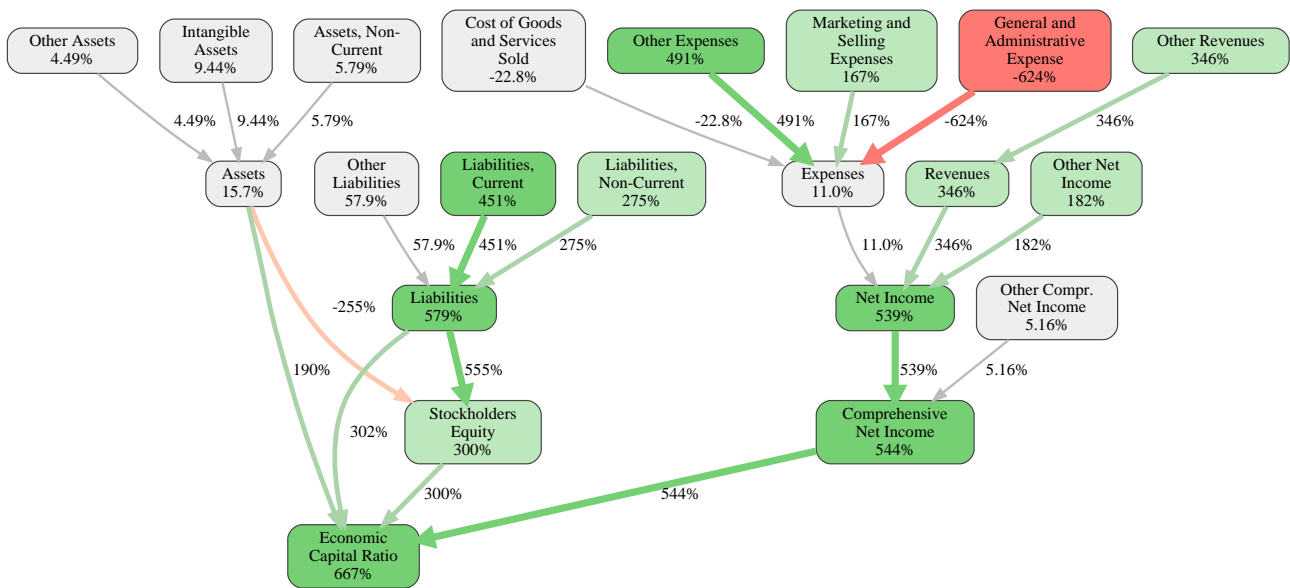 Other Assets
4.49%
Intangible
Assets
9.44%
Assets, Non-
Current
5.79%
Cost of Goods
and Services
Sold
-22.8%
Other Expenses
491%
Marketing and
Selling
Expenses
167%
General and
Administrative
Expense
-624%
Other Revenues
346%
4.49%
9.44%
5.79%
-22.8%
491%
167%
-624%
346%
Assets
15.7%
Other
Liabilities
57.9%
Liabilities,
Current
451%
Liabilities,
Non-Current
275%
Expenses
11.0%
Revenues
346%
Other Net
Income
182%
57.9%
451%
275%
11.0%
346%
182%
-255%
Liabilities
579%
Net Income
539%
Other Compr.
Net Income
5.16%
190%
555%
539%
5.16%
302%
Stockholders
Equity
300%
Comprehensive
Net Income
544%
300%
544%
Economic
Capital Ratio
667%